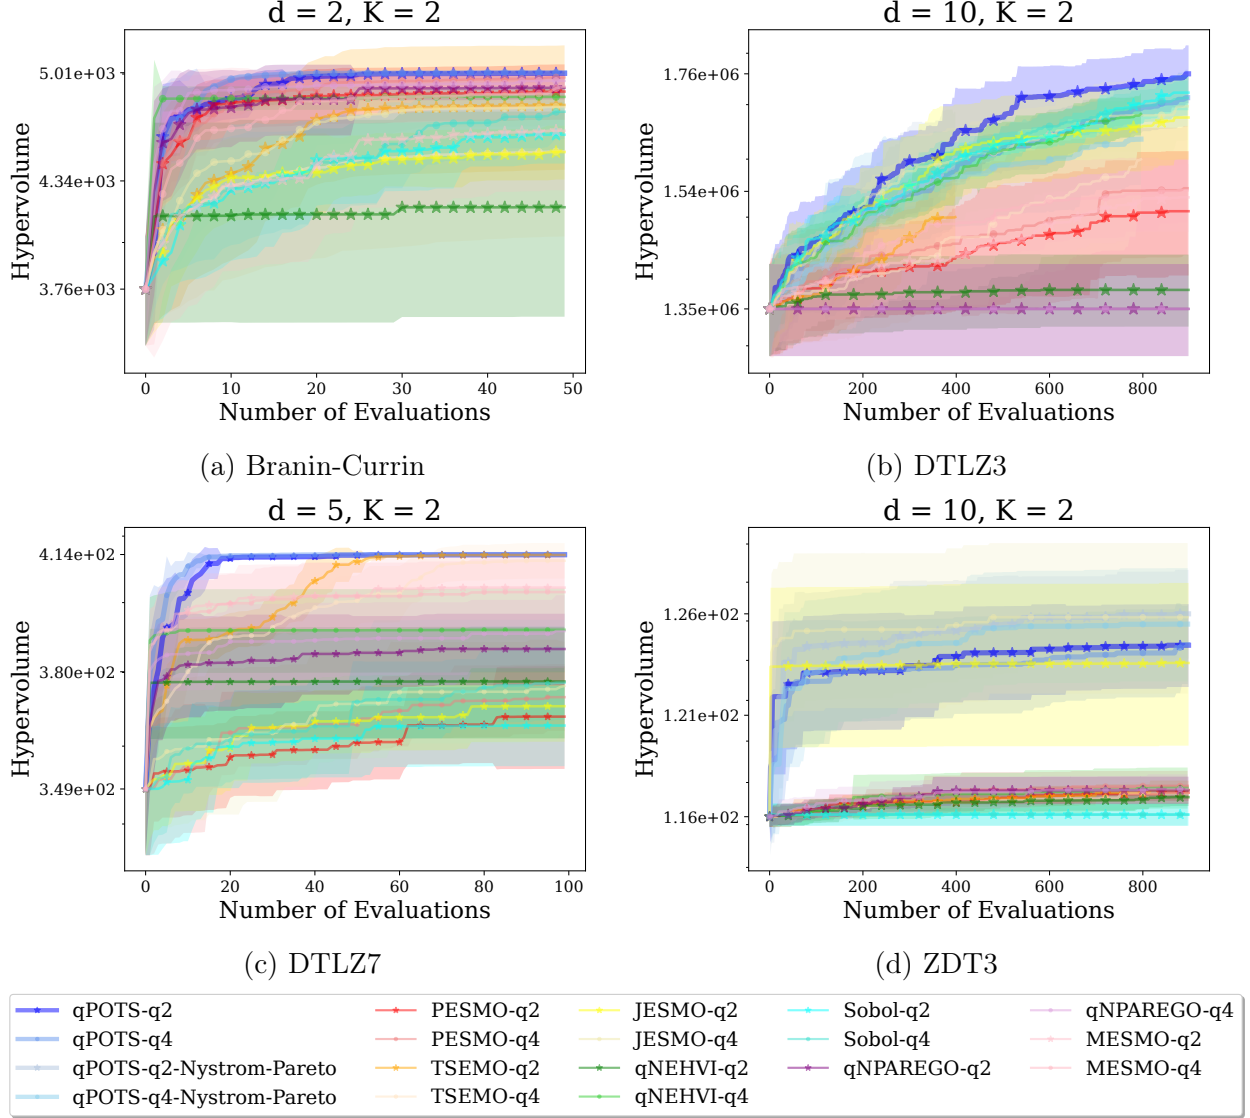 d = 2, K = 2
d = 10, K = 2
Hypervolume
5.01e+03
4.34e+03
3.76e+03
0 10 20 30 40 50
Number of Evaluations
Hypervolume
1.76e+06
1.54e+06
1.35e+06
0 200 400 600 800
Number of Evaluations
(a) Branin-Currin
(b) DTLZ3
d = 5, K = 2
d = 10, K = 2
Hypervolume
4.14e+02
3.80e+02
3.49e+02
0 20 40 60 80 100
Number of Evaluations
Hypervolume
1.26e+02
1.21e+02
1.16e+02
0 200 400 600 800
Number of Evaluations
(c) DTLZ7
(d) ZDT3
qPOTS-q2
qPOTS-q4
qPOTS-q2-Nystrom-Pareto
qPOTS-q4-Nystrom-Pareto
PESMO-q2
PESMO-q4
TSEMO-q2
TSEMO-q4
JESMO-q2
JESMO-q4
qNEHVI-q2
qNEHVI-q4
Sobol-q2
Sobol-q4
qNPAREGO-q2
qNPAREGO-q4
MESMO-q2
MESMO-q4